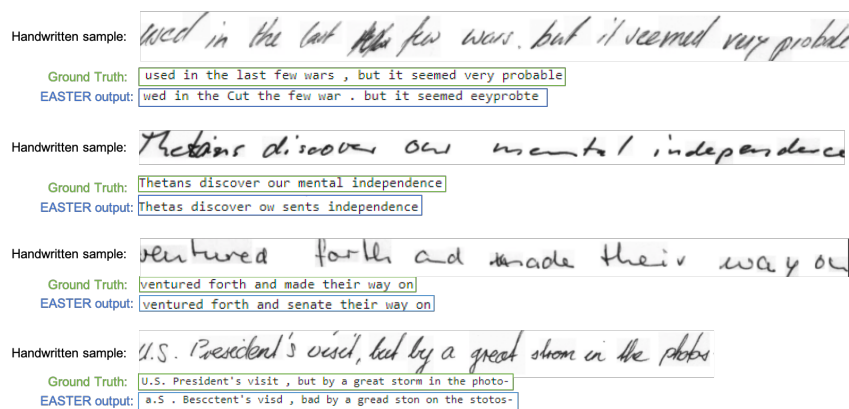 Handwritten sample: used in the last few wars. but it seemed very probable
Ground Truth: used in the last few wars , but it seemed very probable
EASTER output: wed in the Cut the few war . but it seemed eeyprobte
Handwritten sample: Thetans discover our mental independence
Ground Truth: Thetans discover our mental independence
EASTER output: Thetas discover ow sents independence
Handwritten sample: ventured forth and made their way on
Ground Truth: ventured forth and made their way on
EASTER output: ventured forth and senate their way on
Handwritten sample: U.S. President's visit, but by a great storm in the photos
Ground Truth: U.S. President's visit , but by a great storm in the photo-
EASTER output: a.S . Bescctent's visd , bad by a gread ston on the stotos-